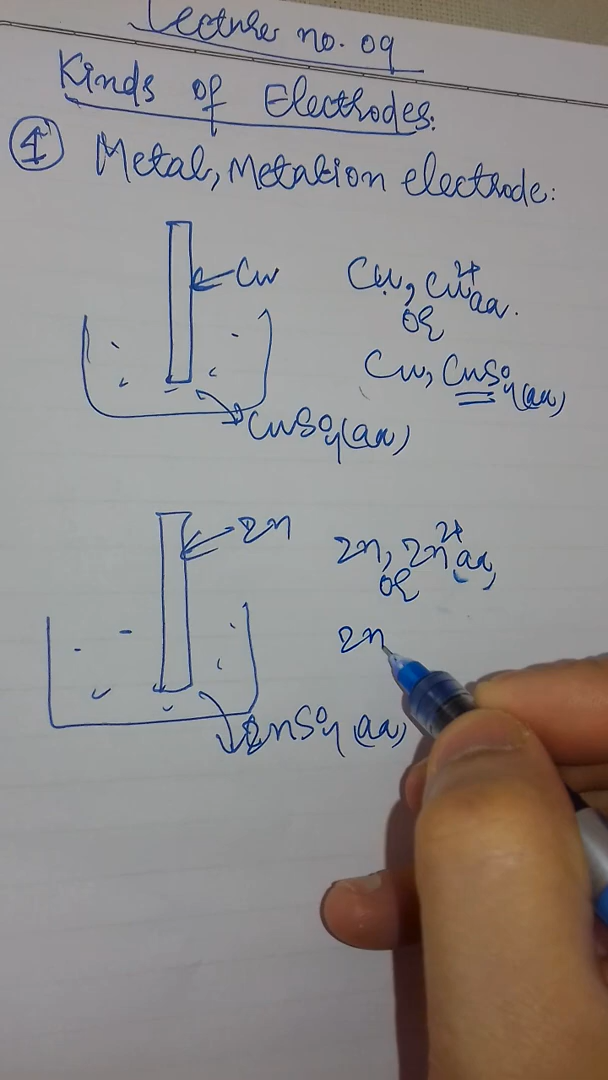 Lecture no. 09
Kinds of Electrodes.
1 Metal, Metal ion electrode:
Cu
Cu, Cu2+ aq.
OR
Cu, CuSO4(aq)
CuSO4(aq)
Zn
Zn, Zn2+ aq,
OR
Zn
ZnSO4(aq)